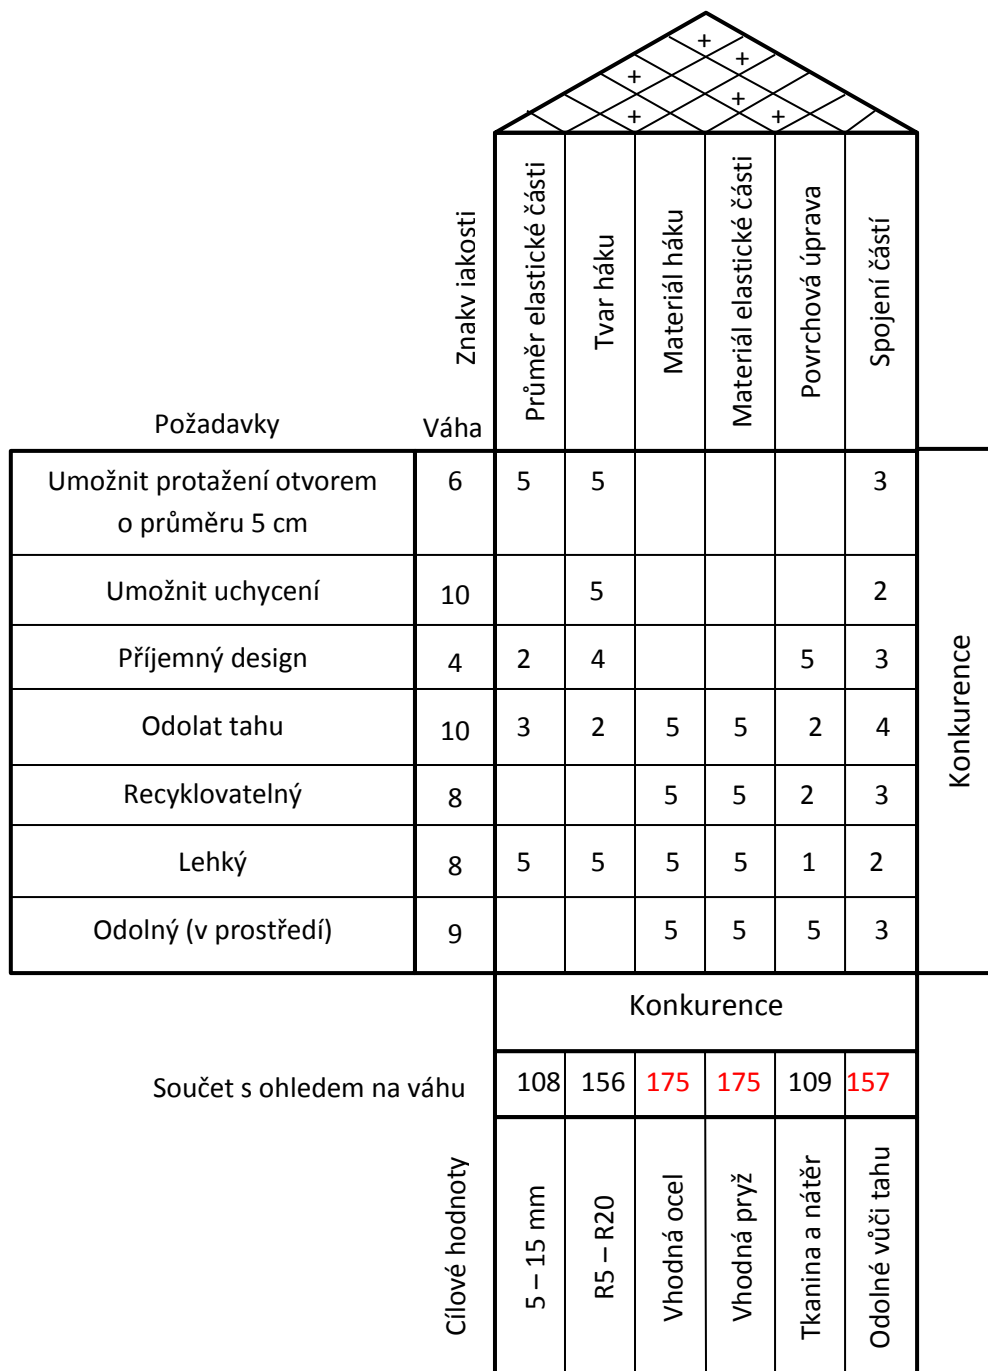 +
+
+
+
+
+
Znakv iakosti
Průměr elastické části
Tvar háku
Materiál háku
Materiál elastické části
Povrchová úprava
Spojení částí
Požadavky Váha
Umožnit protažení otvorem 6 5 5 3
o průměru 5 cm
Umožnit uchycení 10 5 2
Příjemný design 4 2 4 5 3
Odolat tahu 10 3 2 5 5 2 4
Recyklovatelný 8 5 5 2 3
Lehký 8 5 5 5 5 1 2
Odolný (v prostředí) 9 5 5 5 3
Konkurence
Konkurence
Součet s ohledem na váhu 108 156 175 175 109 157
Cílové hodnoty
5 – 15 mm
R5 – R20
Vhodná ocel
Vhodná pryž
Tkanina a nátěr
Odolné vůči tahu